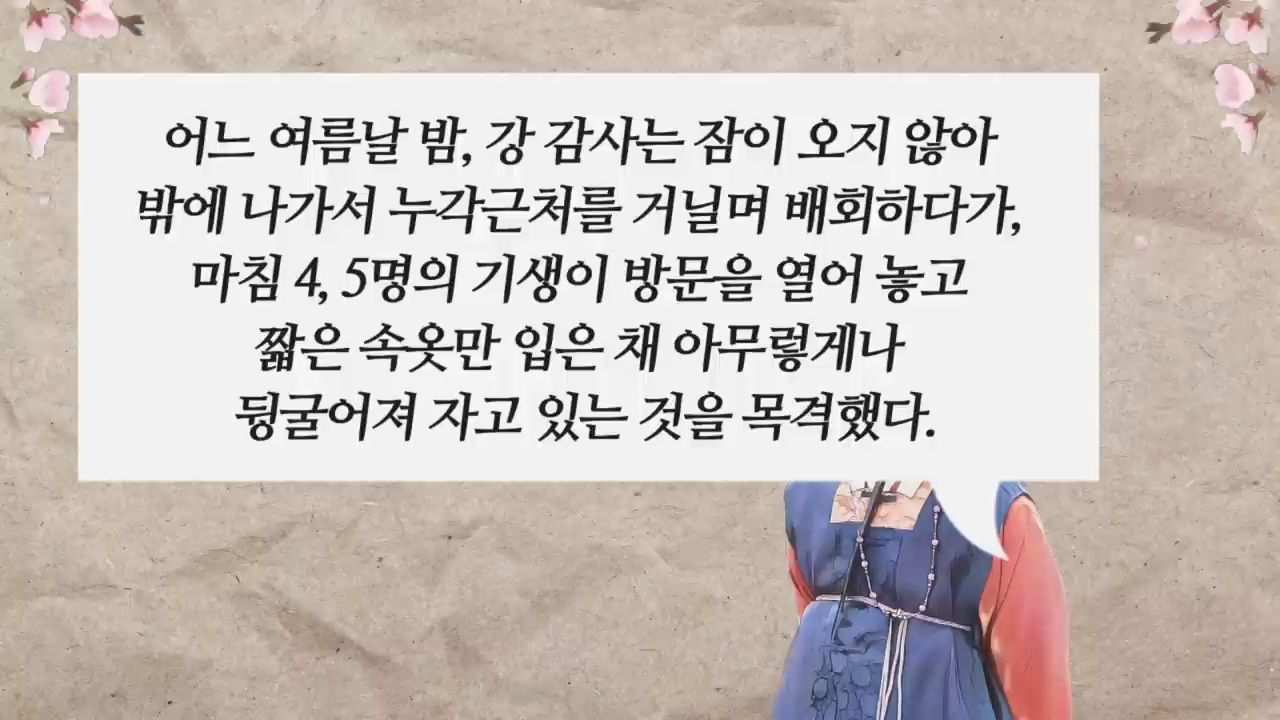 어느 여름날 밤, 강 감사는 잠이 오지 않아
밖에 나가서 누각근처를 거닐며 배회하다가,
마침 4, 5명의 기생이 방문을 열어 놓고
짧은 속옷만 입은 채 아무렇게나
뒹굴어져 자고 있는 것을 목격했다.